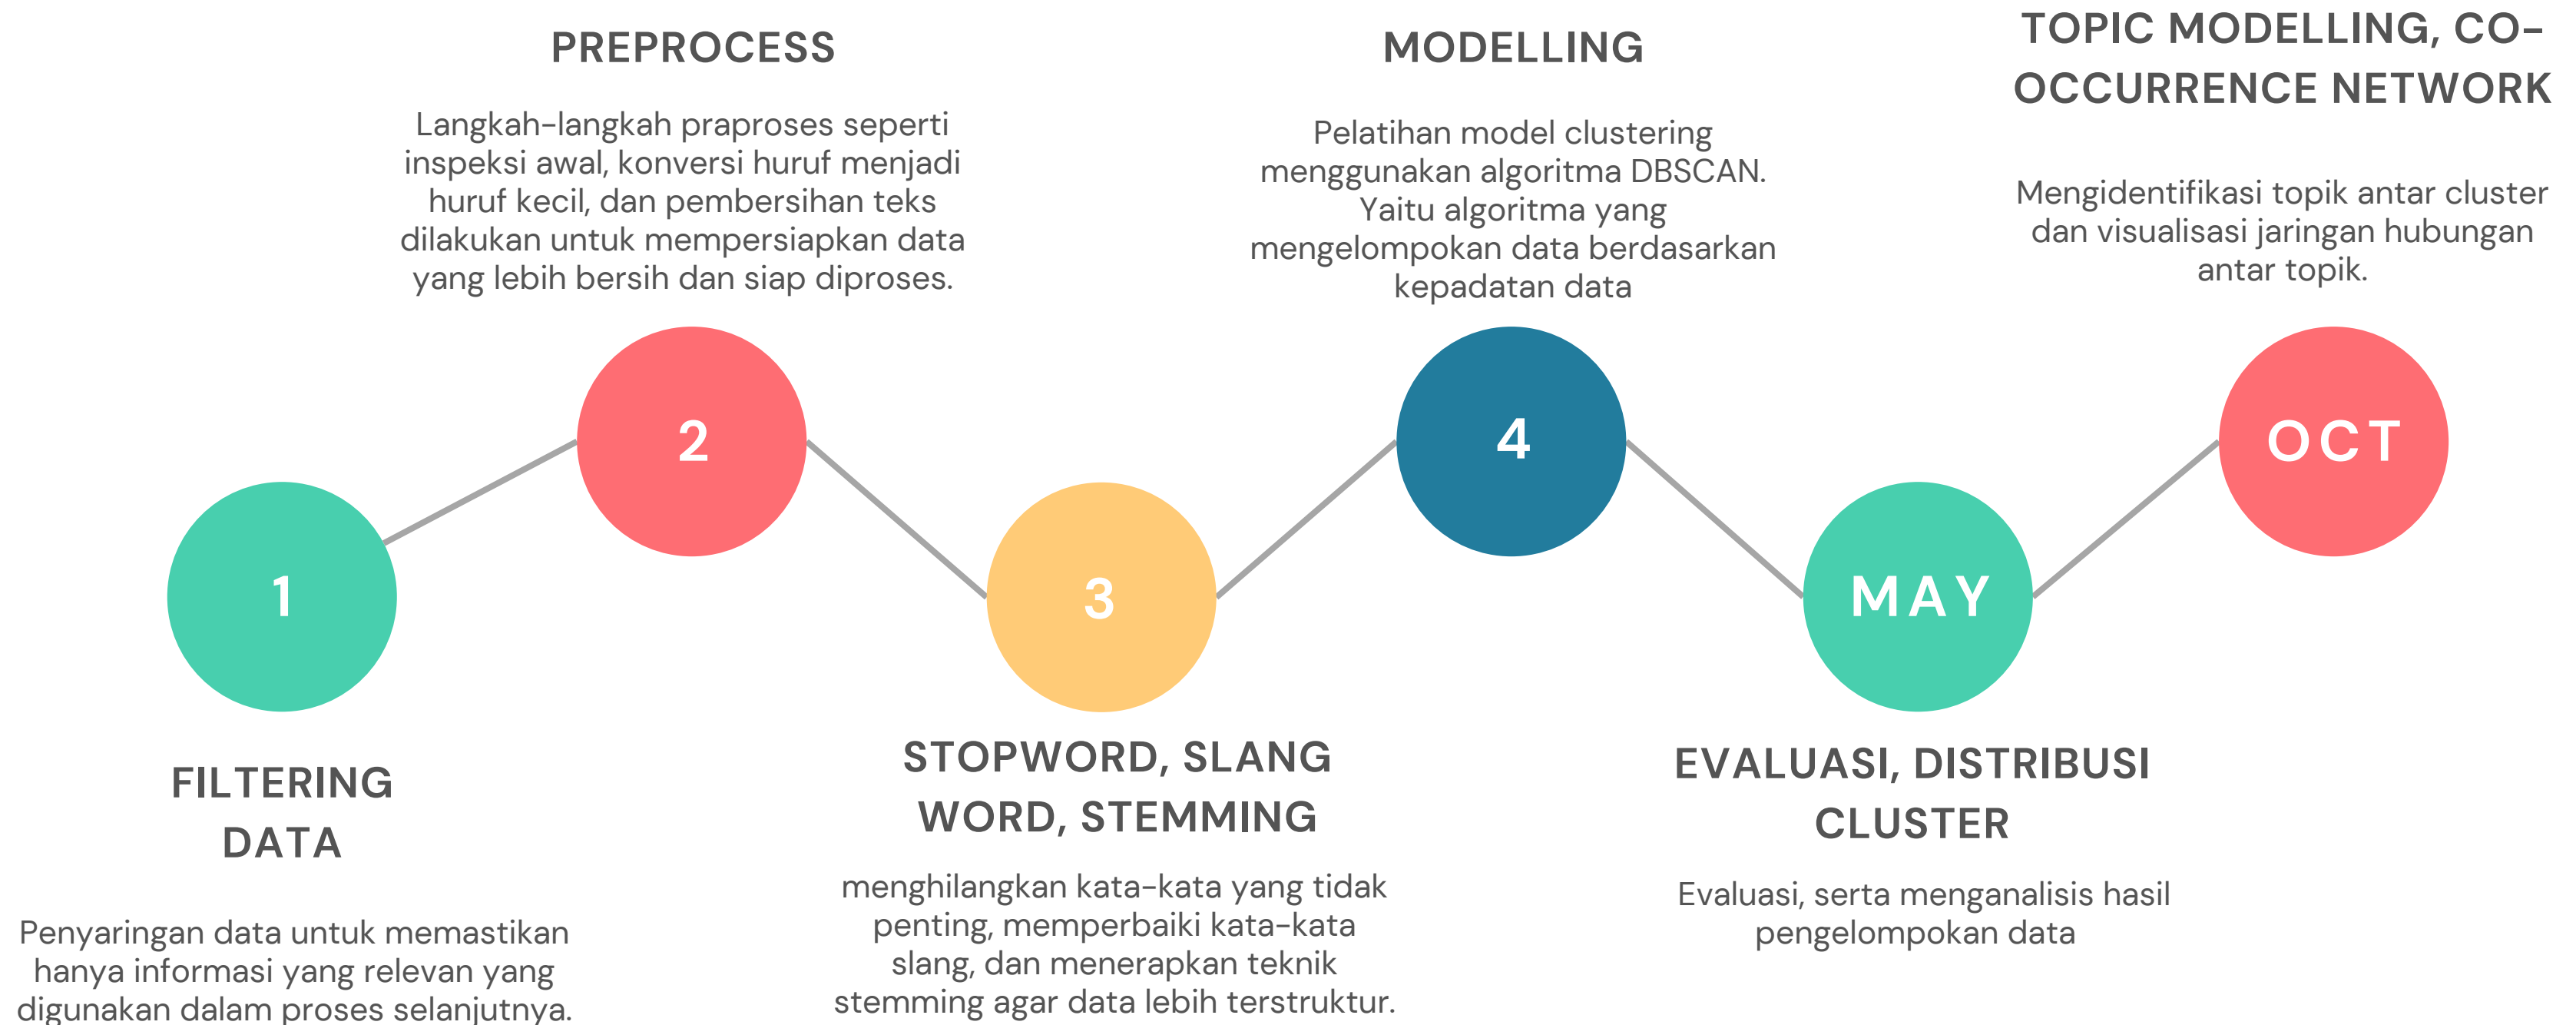 1
FILTERING
DATA
Penyaringan data untuk memastikan
hanya informasi yang relevan yang
digunakan dalam proses selanjutnya.
PREPROCESS
Langkah-langkah praproses seperti
inspeksi awal, konversi huruf menjadi
huruf kecil, dan pembersihan teks
dilakukan untuk mempersiapkan data
yang lebih bersih dan siap diproses.
2
3
STOPWORD, SLANG
WORD, STEMMING
menghilangkan kata-kata yang tidak
penting, memperbaiki kata-kata
slang, dan menerapkan teknik
stemming agar data lebih terstruktur.
MODELLING
Pelatihan model clustering
menggunakan algoritma DBSCAN.
Yaitu algoritma yang
mengelompokan data berdasarkan
kepadatan data
4
MAY
EVALUASI, DISTRIBUSI
CLUSTER
Evaluasi, serta menganalisis hasil
pengelompokan data
TOPIC MODELLING, CO-
OCCURRENCE NETWORK
Mengidentifikasi topik antar cluster
dan visualisasi jaringan hubungan
antar topik.
OCT